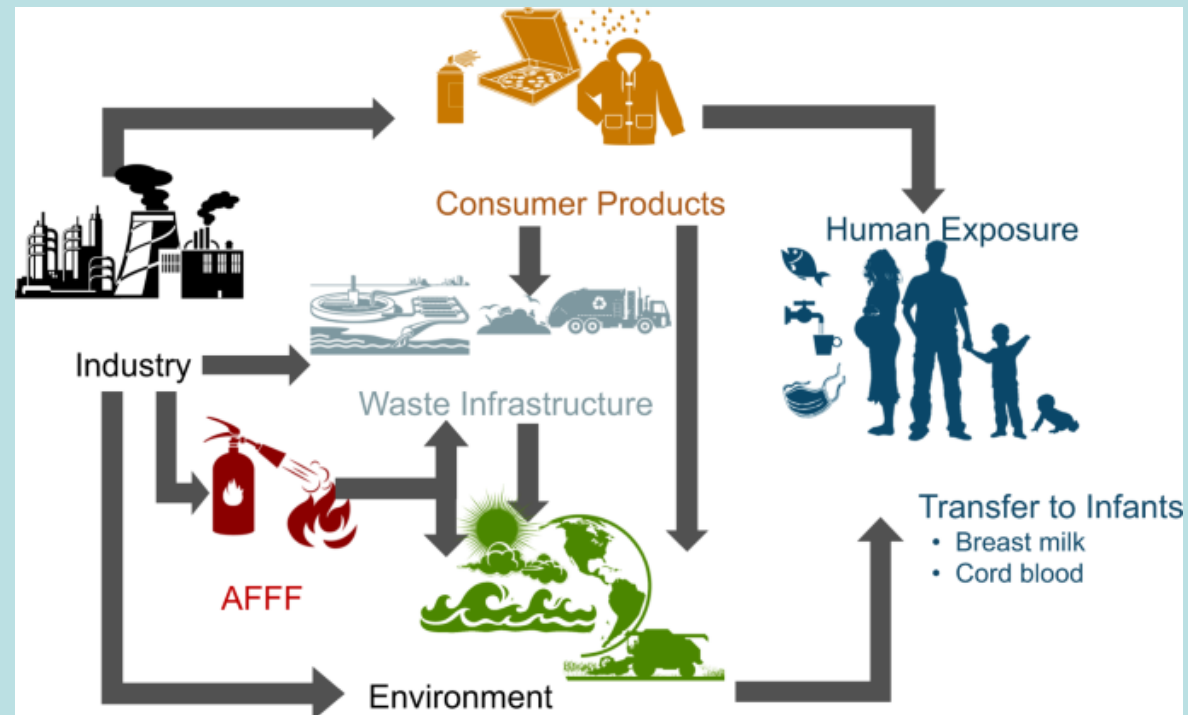 Consumer Products
Human Exposure
Industry
Waste Infrastructure
AFFF
Transfer to Infants
• Breast milk
• Cord blood
Environment